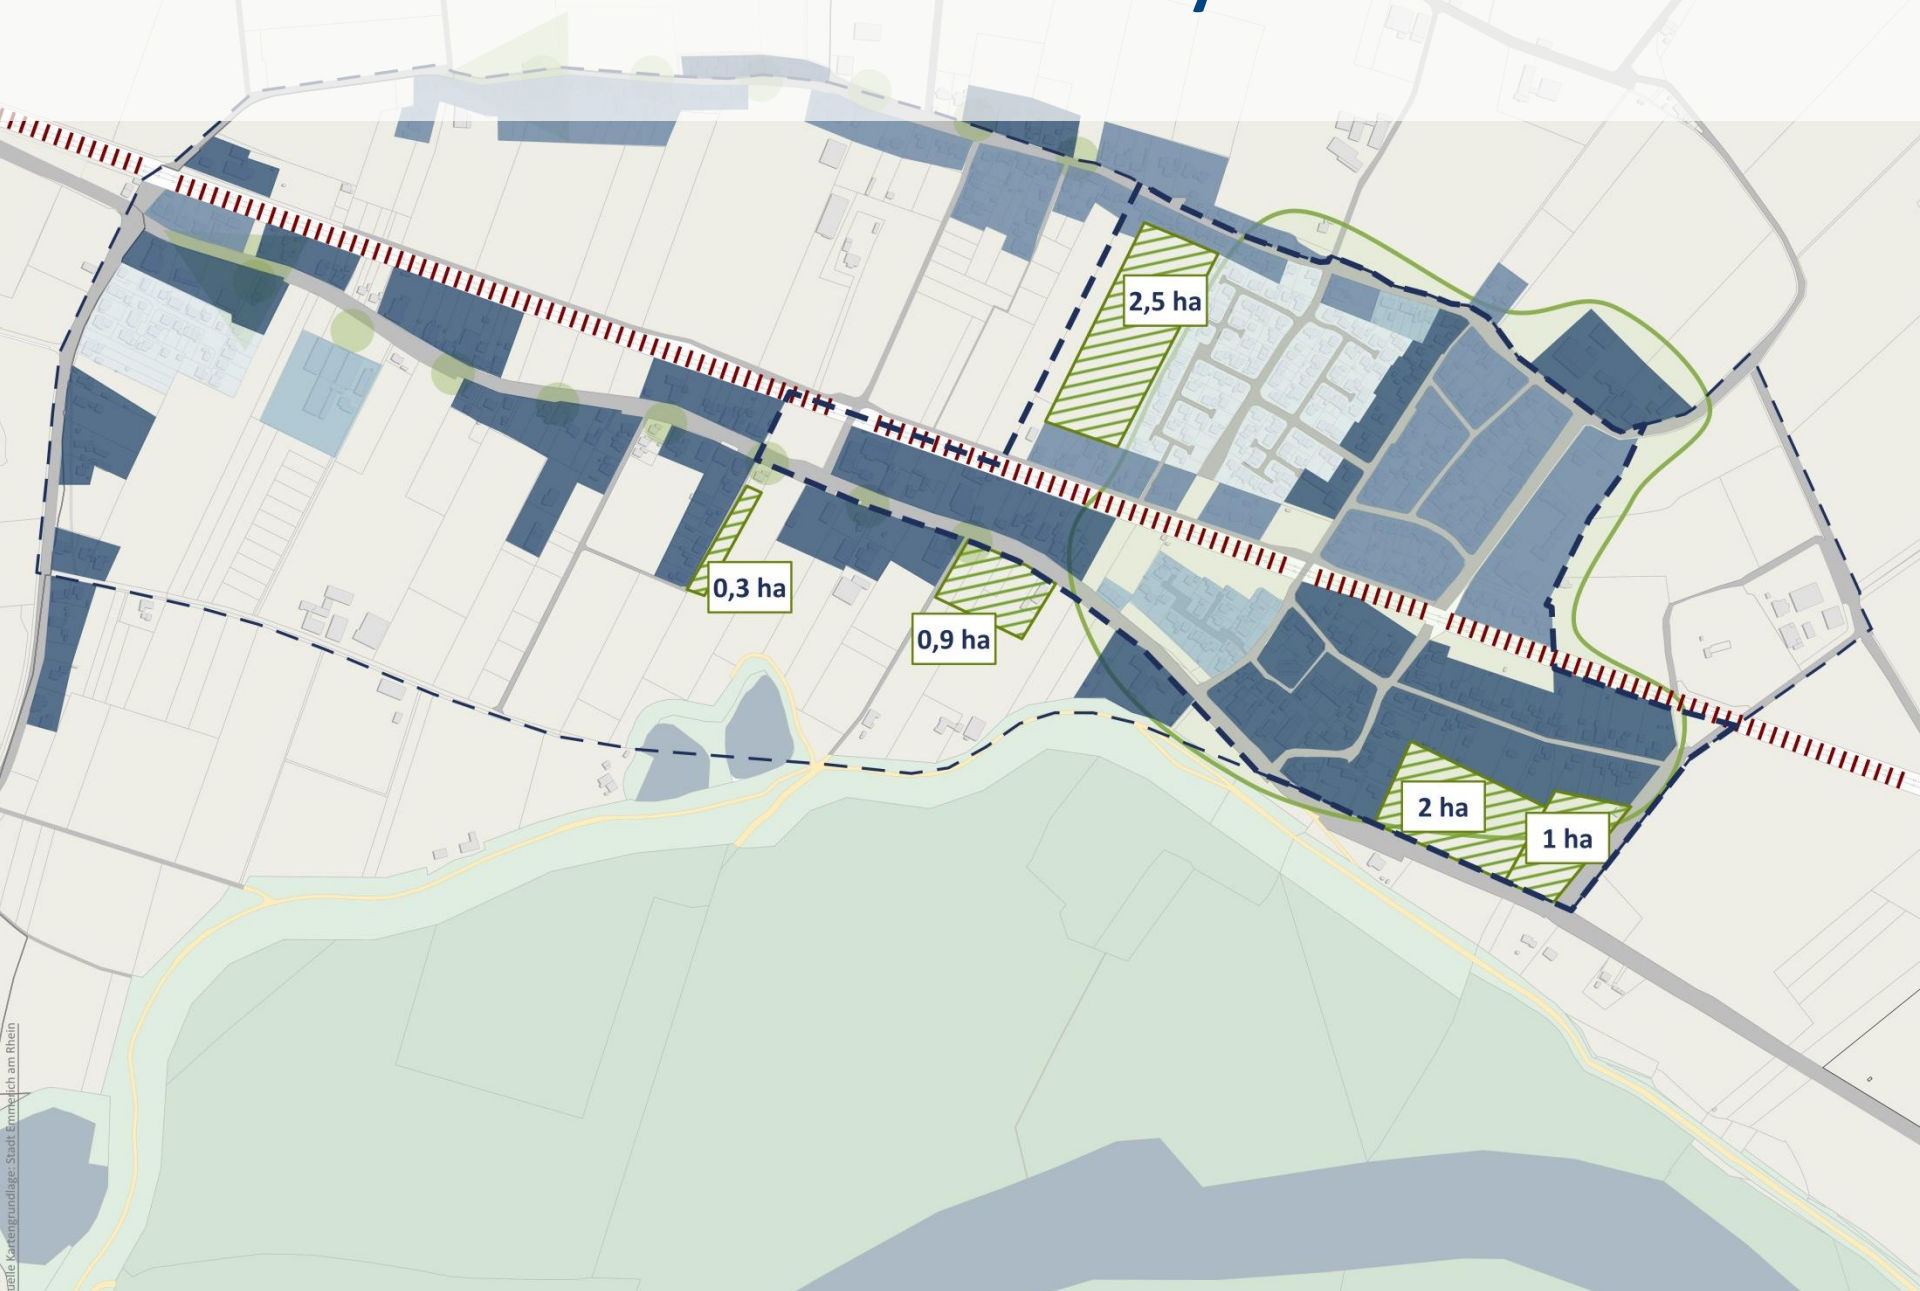 2,5 ha
0,3 ha
0,9 ha
2 ha
1 ha
Kartengrundlage: Stadt Emmerich am Rhein